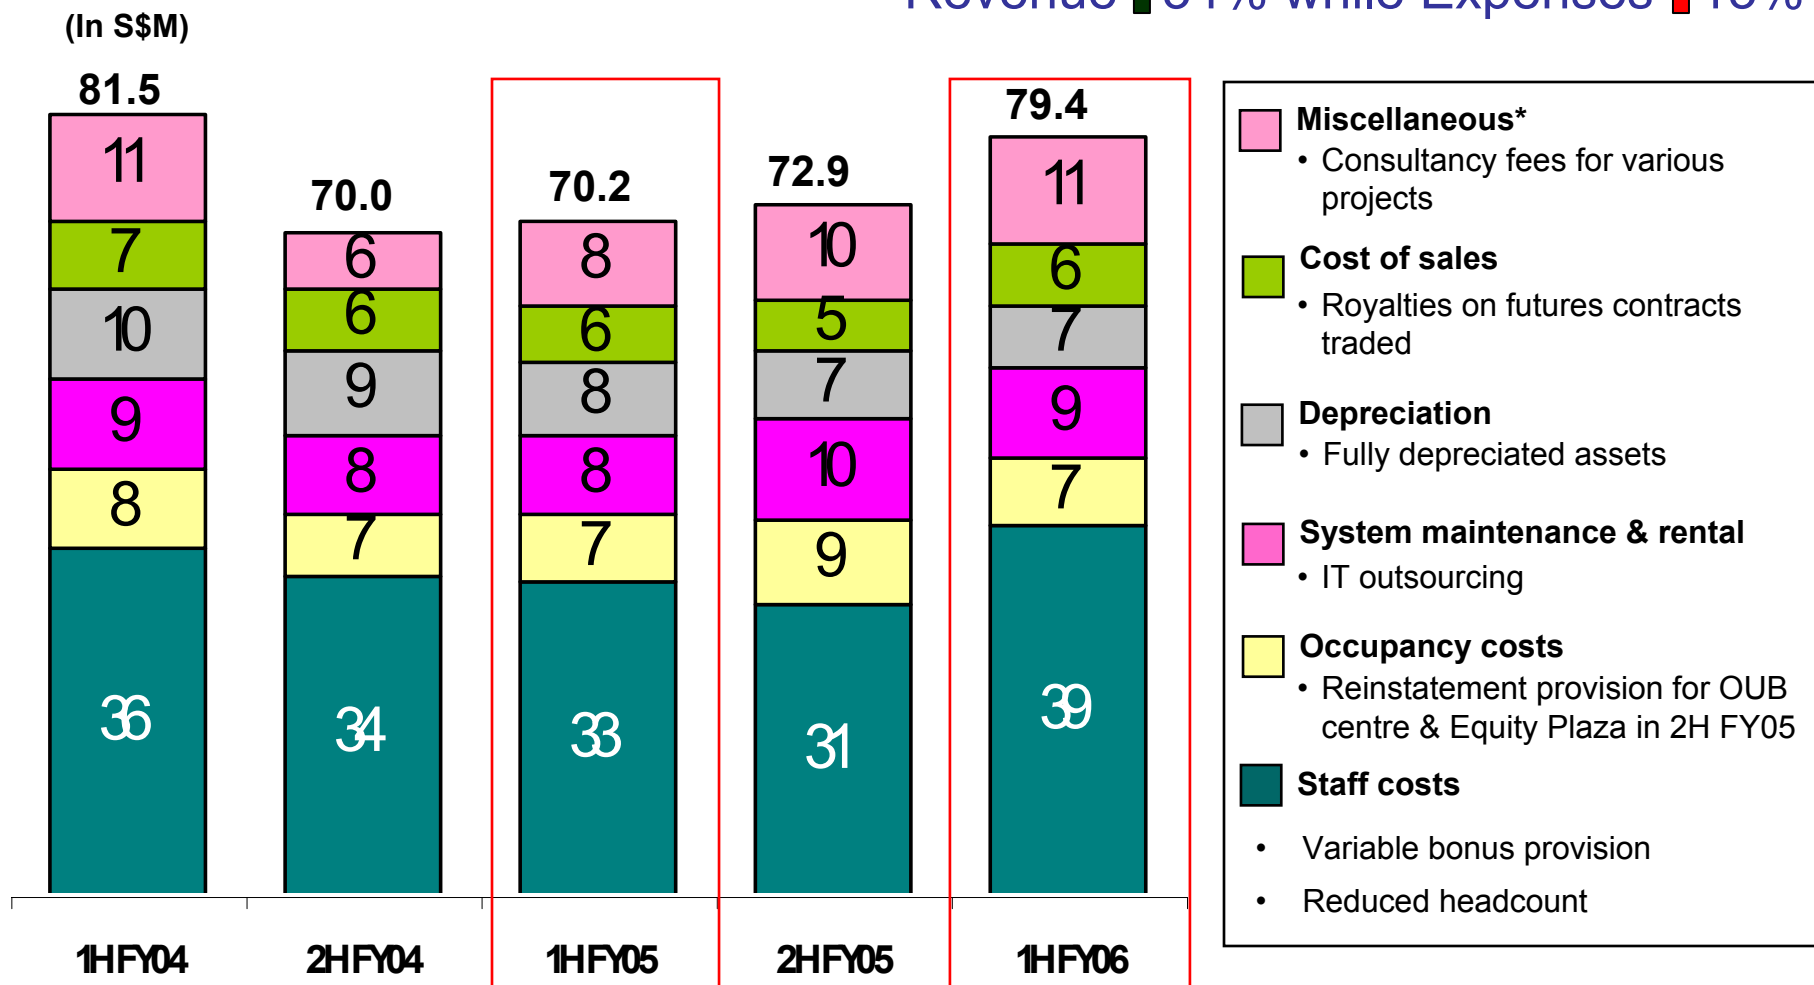 Revenue while Expenses
(In S$M)
81.5
70.0
70.2
72.9
79.4
11
7
10
9
8
36
6
6
9
8
7
34
8
6
8
8
7
33
10
5
7
10
9
31
11
6
7
9
7
39
1HFY04
2HFY04
1HFY05
2HFY05
1HFY06
Miscellaneous*
• Consultancy fees for various
projects
Cost of sales
• Royalties on futures contracts
traded
Depreciation
• Fully depreciated assets
System maintenance & rental
• IT outsourcing
Occupancy costs
• Reinstatement provision for OUB
centre & Equity Plaza in 2H FY05
Staff costs
• Variable bonus provision
• Reduced headcount